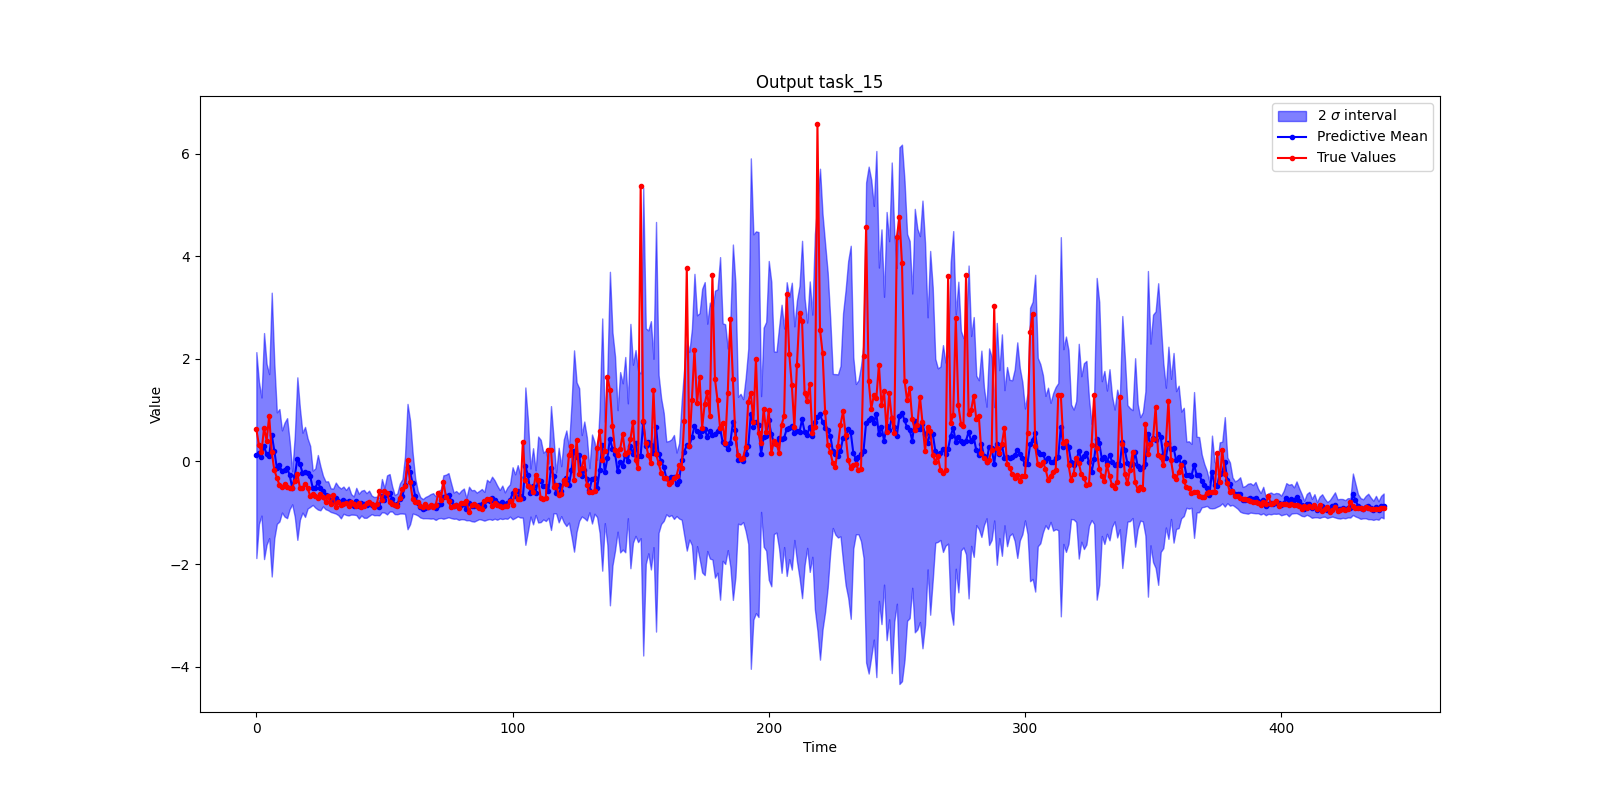 Output task_15
2 σ interval
Predictive Mean
True Values
Value
6
4
2
0
−2
−4
0 100 200 300 400
Time